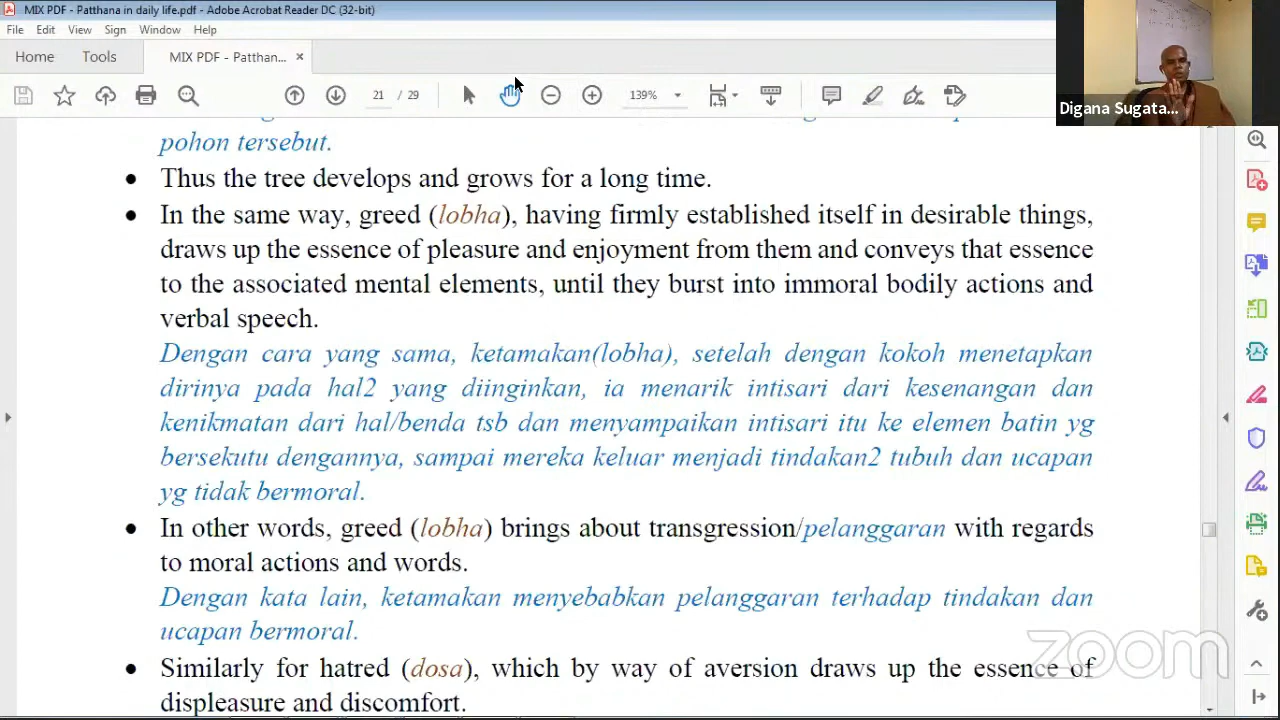 MIX PDF - Patthana in daily life.pdf - Adobe Acrobat Reader DC (32-bit)
File Edit View Sign Window Help
Home Tools MIX PDF - Patthan... ×
21 / 29 139%
Digana Sugata...
pohon tersebut.
• Thus the tree develops and grows for a long time.
• In the same way, greed (lobha), having firmly established itself in desirable things,
draws up the essence of pleasure and enjoyment from them and conveys that essence
to the associated mental elements, until they burst into immoral bodily actions and
verbal speech.
Dengan cara yang sama, ketamakan(lobha), setelah dengan kokoh menetapkan
dirinya pada hal2 yang diinginkan, ia menarik intisari dari kesenangan dan
kenikmatan dari hal/benda tsb dan menyampaikan intisari itu ke elemen batin yg
bersekutu dengannya, sampai mereka keluar menjadi tindakan2 tubuh dan ucapan
yg tidak bermoral.
• In other words, greed (lobha) brings about transgression/pelanggaran with regards
to moral actions and words.
Dengan kata lain, ketamakan menyebabkan pelanggaran terhadap tindakan dan
ucapan bermoral.
• Similarly for hatred (dosa), which by way of aversion draws up the essence of
displeasure and discomfort.
zoom